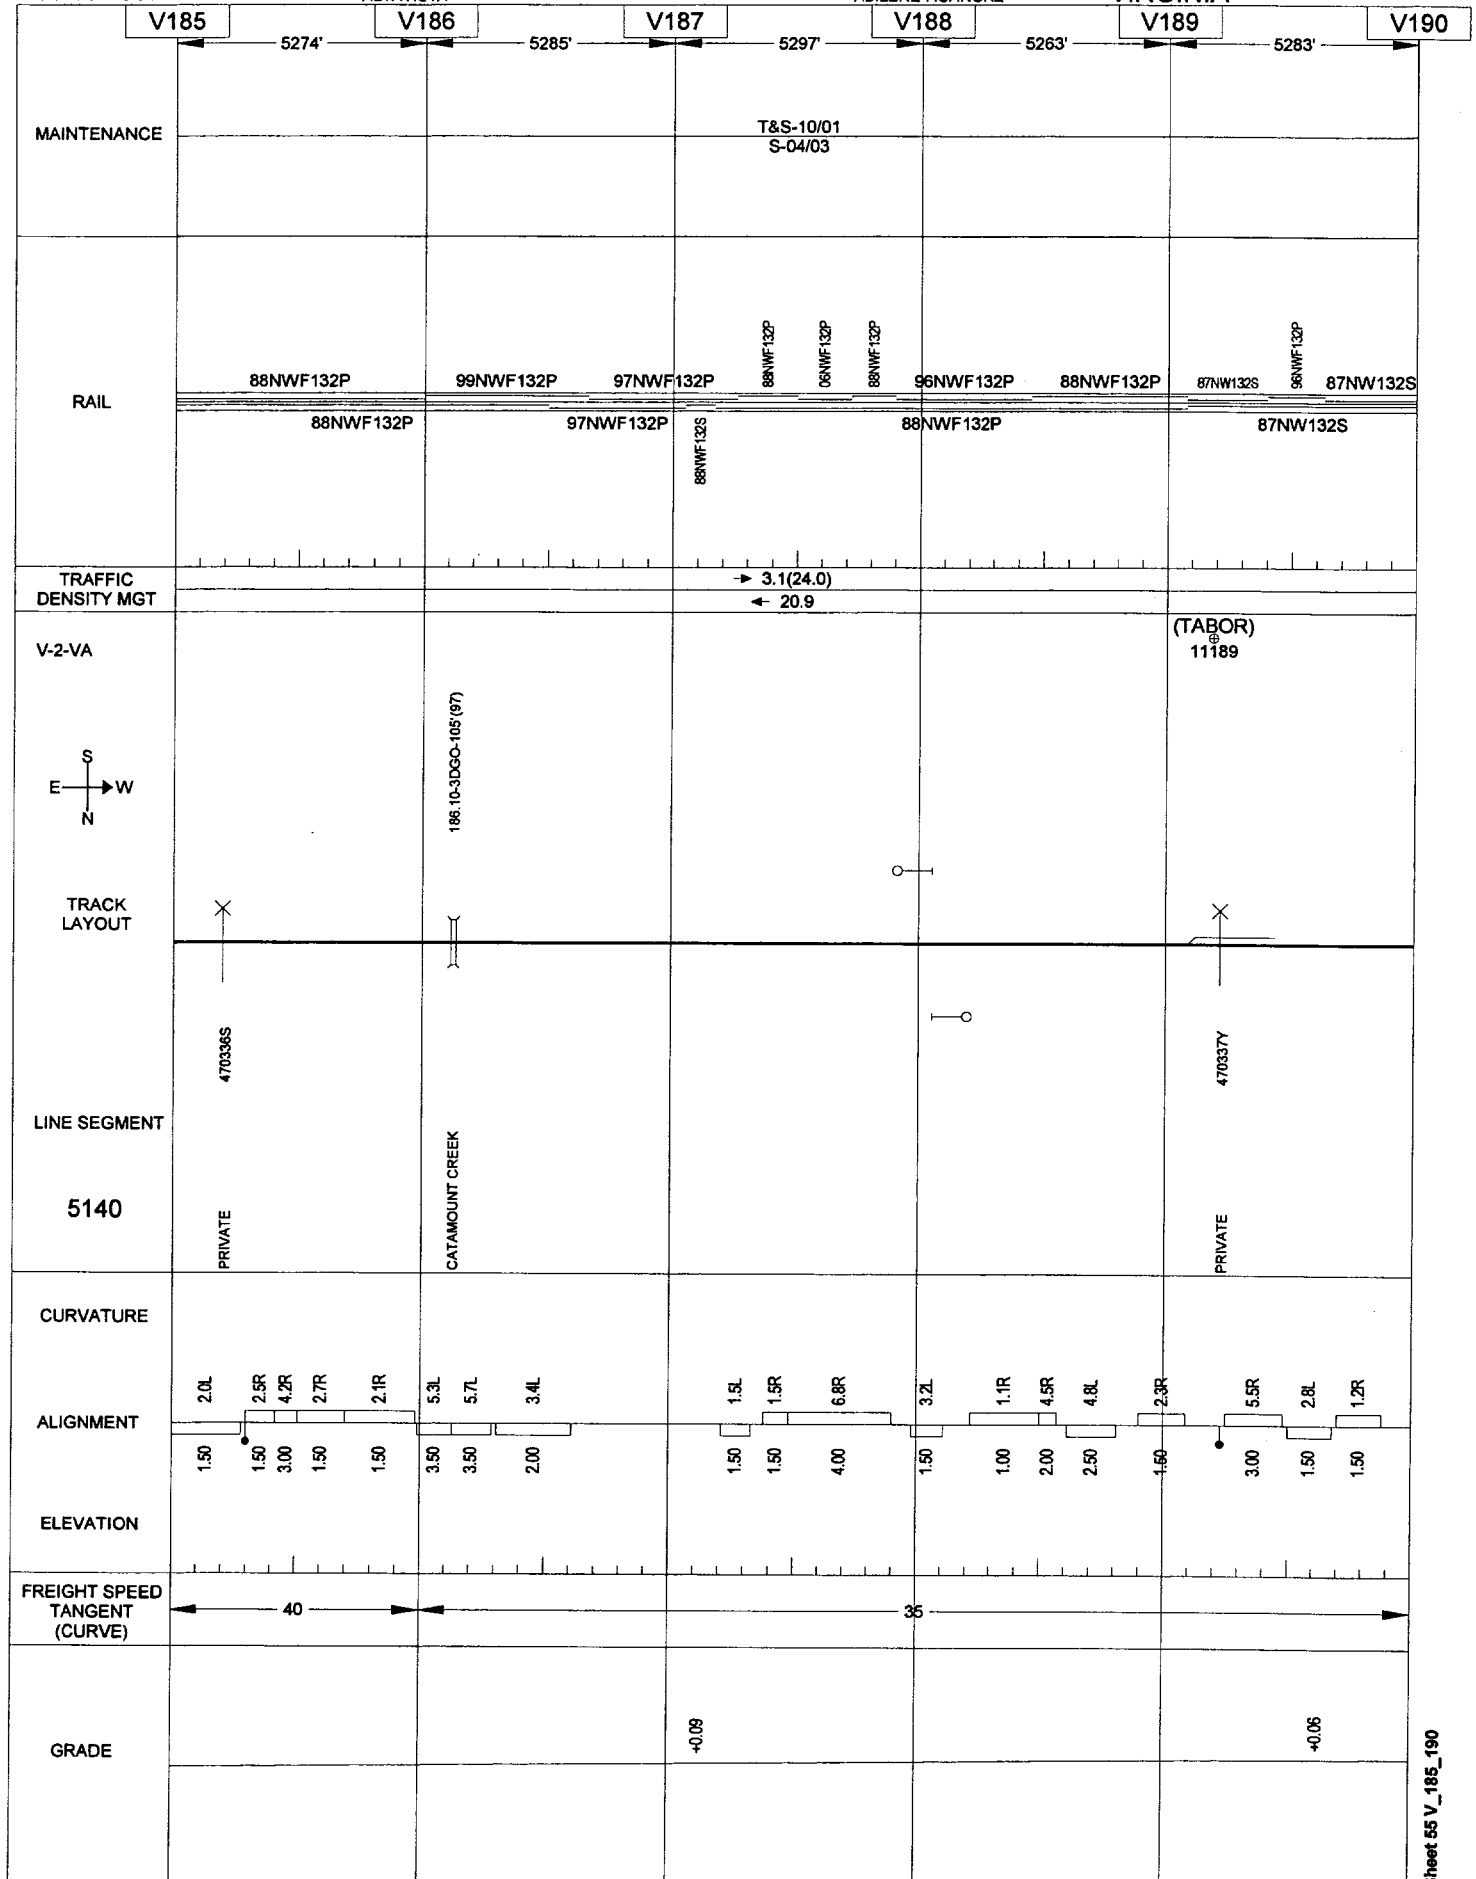 V185 V186 V187 V188 V189 V190
5274' 5285' 5297' 5263' 5283'
MAINTENANCE
T&S-10/01
S-04/03
88NWF132P 06NWF132P 88NWF132P 96NWF132P
88NWF132P 99NWF132P 97NWF132P 96NWF132P 88NWF132P 87NW132S 87NW132S
RAIL
88NWF132P 97NWF132P 88NWF132P 87NW132S
88NWF132S
TRAFFIC
DENSITY MGT
3.1(24.0)
20.9
(TABOR)
11189
V-2-VA
186.10-3DGO-105'(97)
S
E W
N
TRACK
LAYOUT
470336S 470337Y
LINE SEGMENT
5140
PRIVATE CATAMOUNT CREEK PRIVATE
CURVATURE
2.0L 2.5R 4.2R 2.7R 2.1R 5.3L 5.7L 3.4L 1.5L 1.5R 6.8R 3.2L 1.1R 4.5R 4.8L 2.3R 5.5R 2.8L 1.2R
ALIGNMENT
1.50 1.50 3.00 1.50 1.50 3.50 3.50 2.00 1.50 1.50 4.00 1.50 1.00 2.00 2.50 1.50 3.00 1.50 1.50
ELEVATION
FREIGHT SPEED
TANGENT
(CURVE)
40 35
GRADE
+0.09 +0.06
heet 55 V_185_190